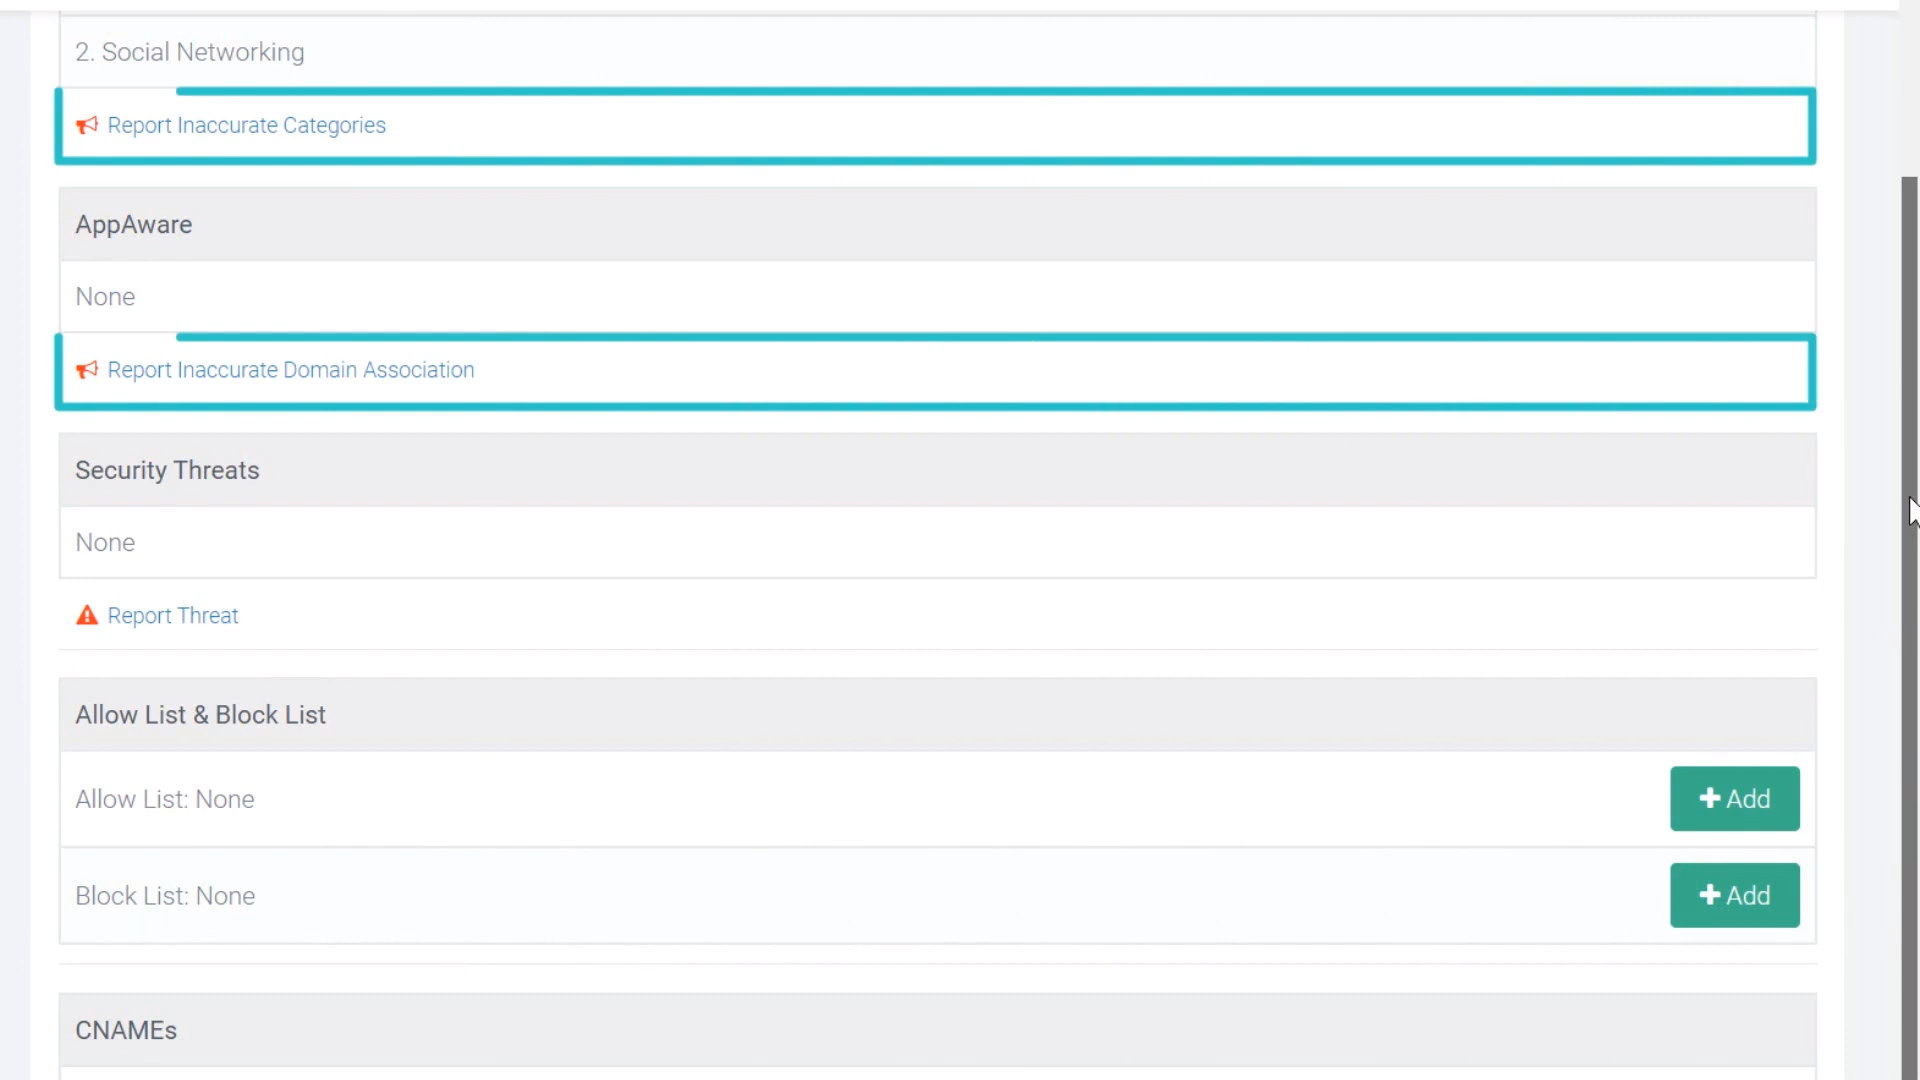 2. Social Networking
Report Inaccurate Categories
AppAware
None
Report Inaccurate Domain Association
Security Threats
None
Report Threat
Allow List & Block List
Allow List: None
Add
Block List: None
Add
CNAMEs